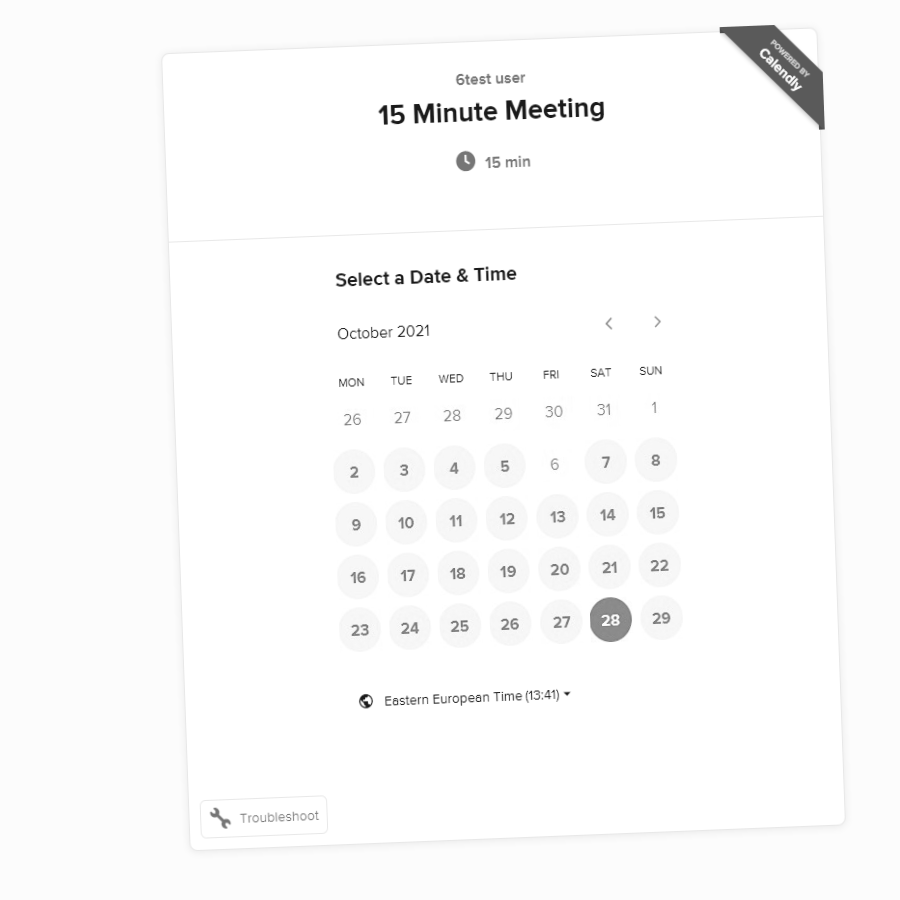 POWERED BY
Calendly
6test user
15 Minute Meeting
15 min
Select a Date & Time
October 2021
MON TUE WED THU FRI SAT SUN
26 27 28 29 30 31 1
2 3 4 5 6 7 8
9 10 11 12 13 14 15
16 17 18 19 20 21 22
23 24 25 26 27 28 29
Eastern European Time (13:41)
Troubleshoot